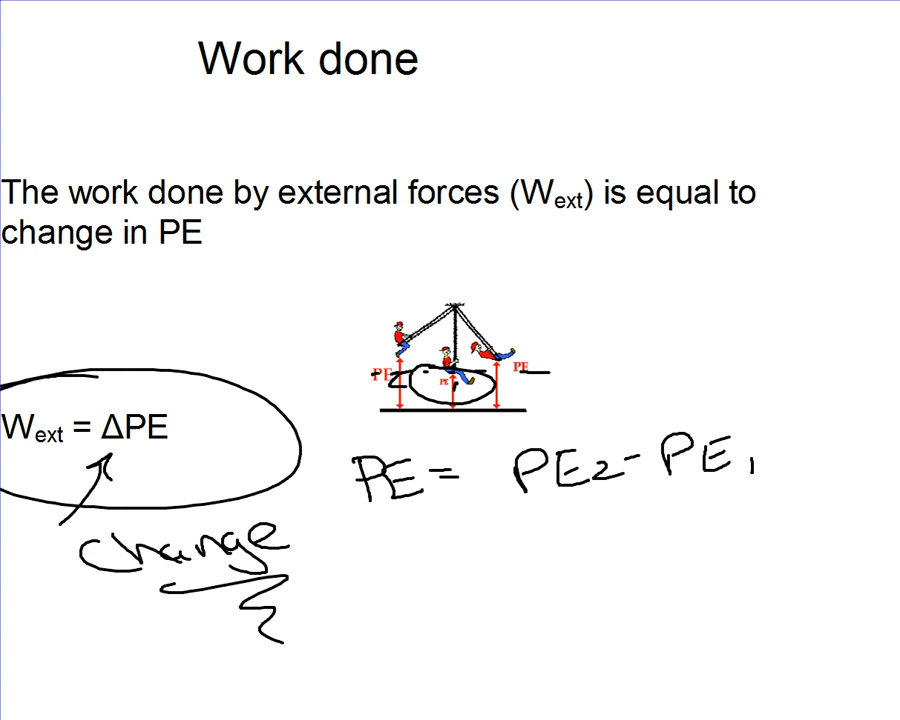 Work done
The work done by external forces (Wext) is equal to
change in PE
PE PE
PE
Wext = ΔPE
PE = PE2 - PE1
change